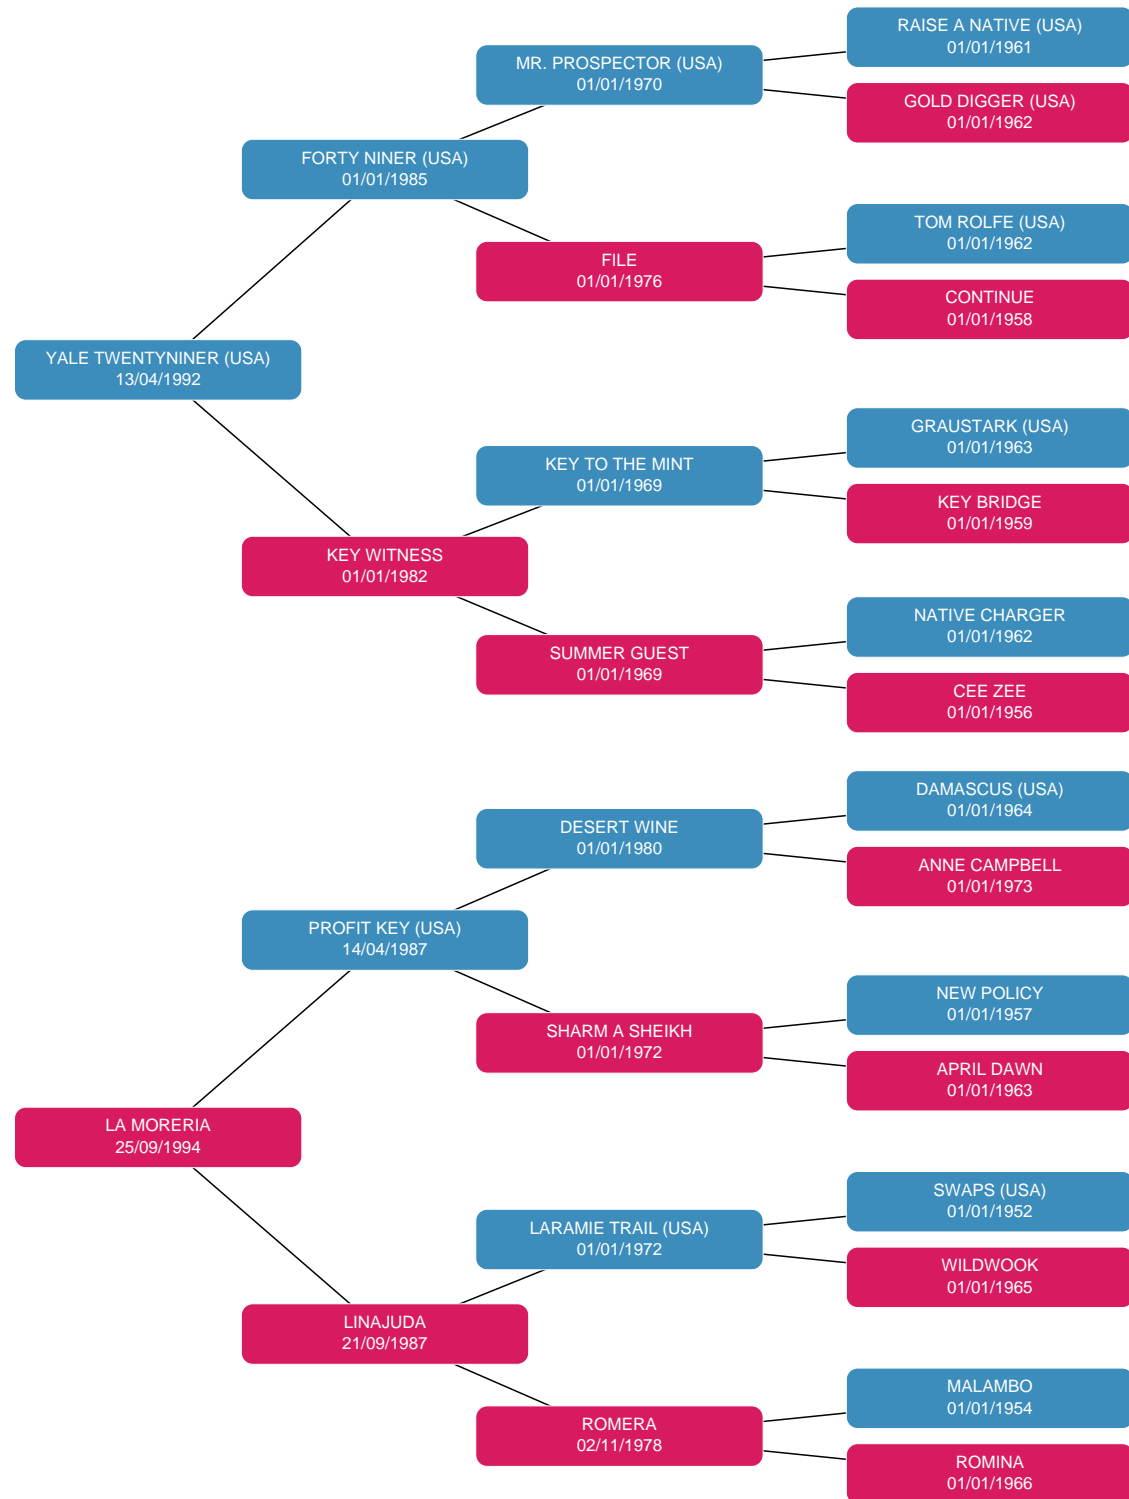 RAISE A NATIVE (USA)
01/01/1961
MR. PROSPECTOR (USA)
01/01/1970
GOLD DIGGER (USA)
01/01/1962
FORTY NINER (USA)
01/01/1985
TOM ROLFE (USA)
01/01/1962
FILE
01/01/1976
CONTINUE
01/01/1958
YALE TWENTYNINER (USA)
13/04/1992
GRAUSTARK (USA)
01/01/1963
KEY TO THE MINT
01/01/1969
KEY BRIDGE
01/01/1959
KEY WITNESS
01/01/1982
NATIVE CHARGER
01/01/1962
SUMMER GUEST
01/01/1969
CEE ZEE
01/01/1956
DAMASCUS (USA)
01/01/1964
DESERT WINE
01/01/1980
ANNE CAMPBELL
01/01/1973
PROFIT KEY (USA)
14/04/1987
NEW POLICY
01/01/1957
SHARM A SHEIKH
01/01/1972
APRIL DAWN
01/01/1963
LA MORERIA
25/09/1994
SWAPS (USA)
01/01/1952
LARAMIE TRAIL (USA)
01/01/1972
WILDWOOK
01/01/1965
LINAJUDA
21/09/1987
MALAMBO
01/01/1954
ROMERA
02/11/1978
ROMINA
01/01/1966